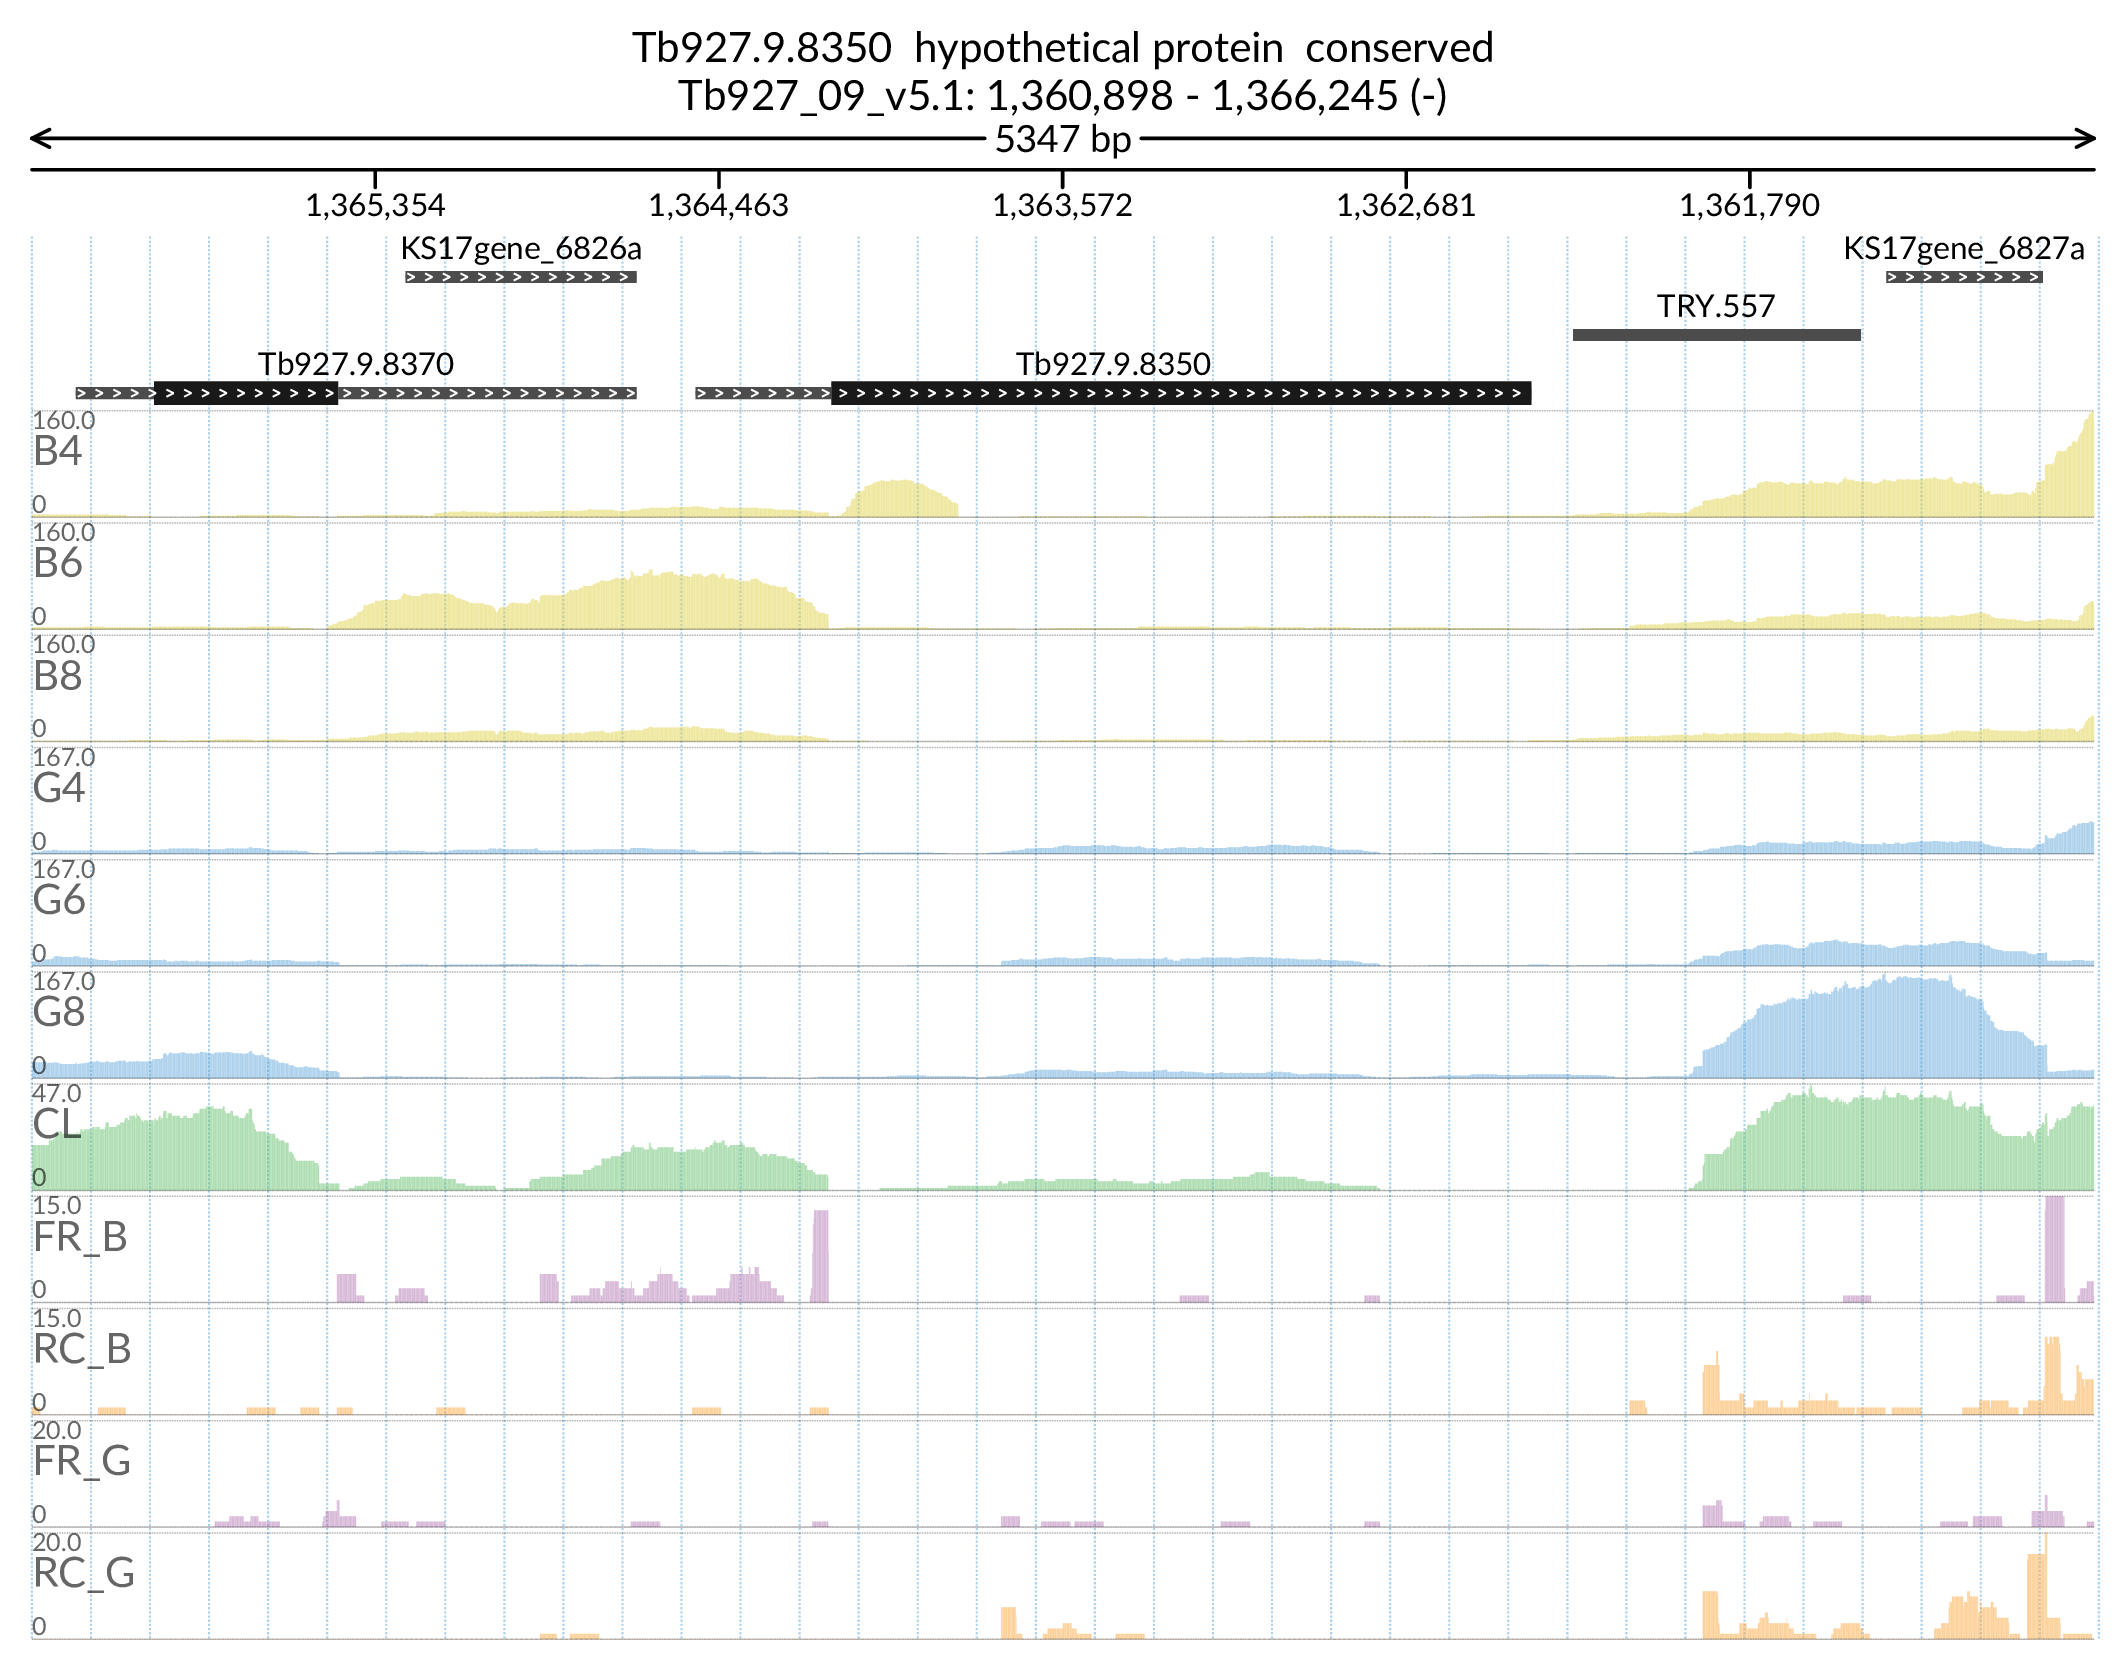 Tb927.9.8350  hypothetical protein  conserved
Tb927_09_v5.1: 1,360,898 - 1,366,245 (-)
5347 bp
1,365,354 1,364,463 1,363,572 1,362,681 1,361,790
KS17gene_6826a KS17gene_6827a
TRY.557
Tb927.9.8370 Tb927.9.8350
160.0
B4
0
160.0
B6
0
160.0
B8
0
167.0
G4
0
167.0
G6
0
167.0
G8
0
47.0
CL
0
15.0
FR_B
0
15.0
RC_B
0
20.0
FR_G
0
20.0
RC_G
0